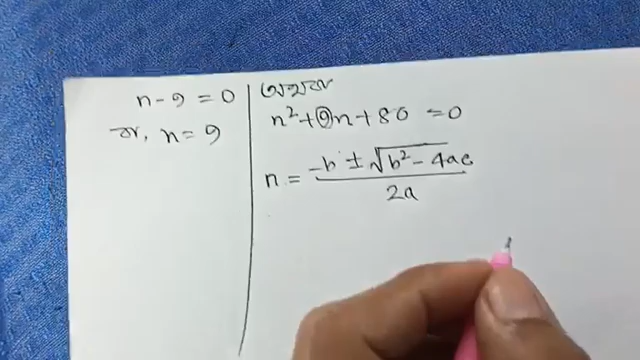 n - 9 = 0
বা, n = 9
অথবা
n² + 9n + 80 = 0
n = (-b ± √(b² - 4ac)) / 2a